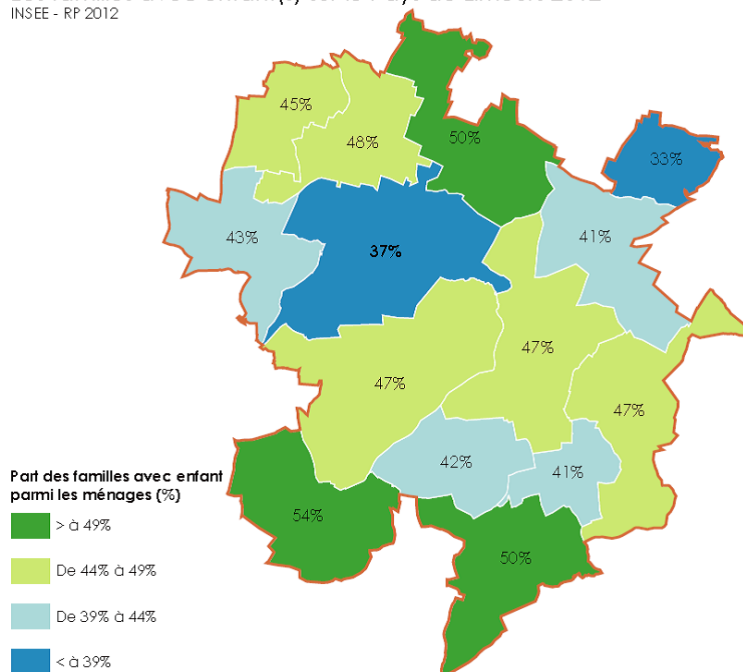 INSEE - RP 2012
45%
48%
50%
33%
43%
37%
41%
47%
47%
47%
42%
41%
54%
50%
Part des familles avec enfant
parmi les ménages (%)
> à 49%
De 44% à 49%
De 39% à 44%
< à 39%